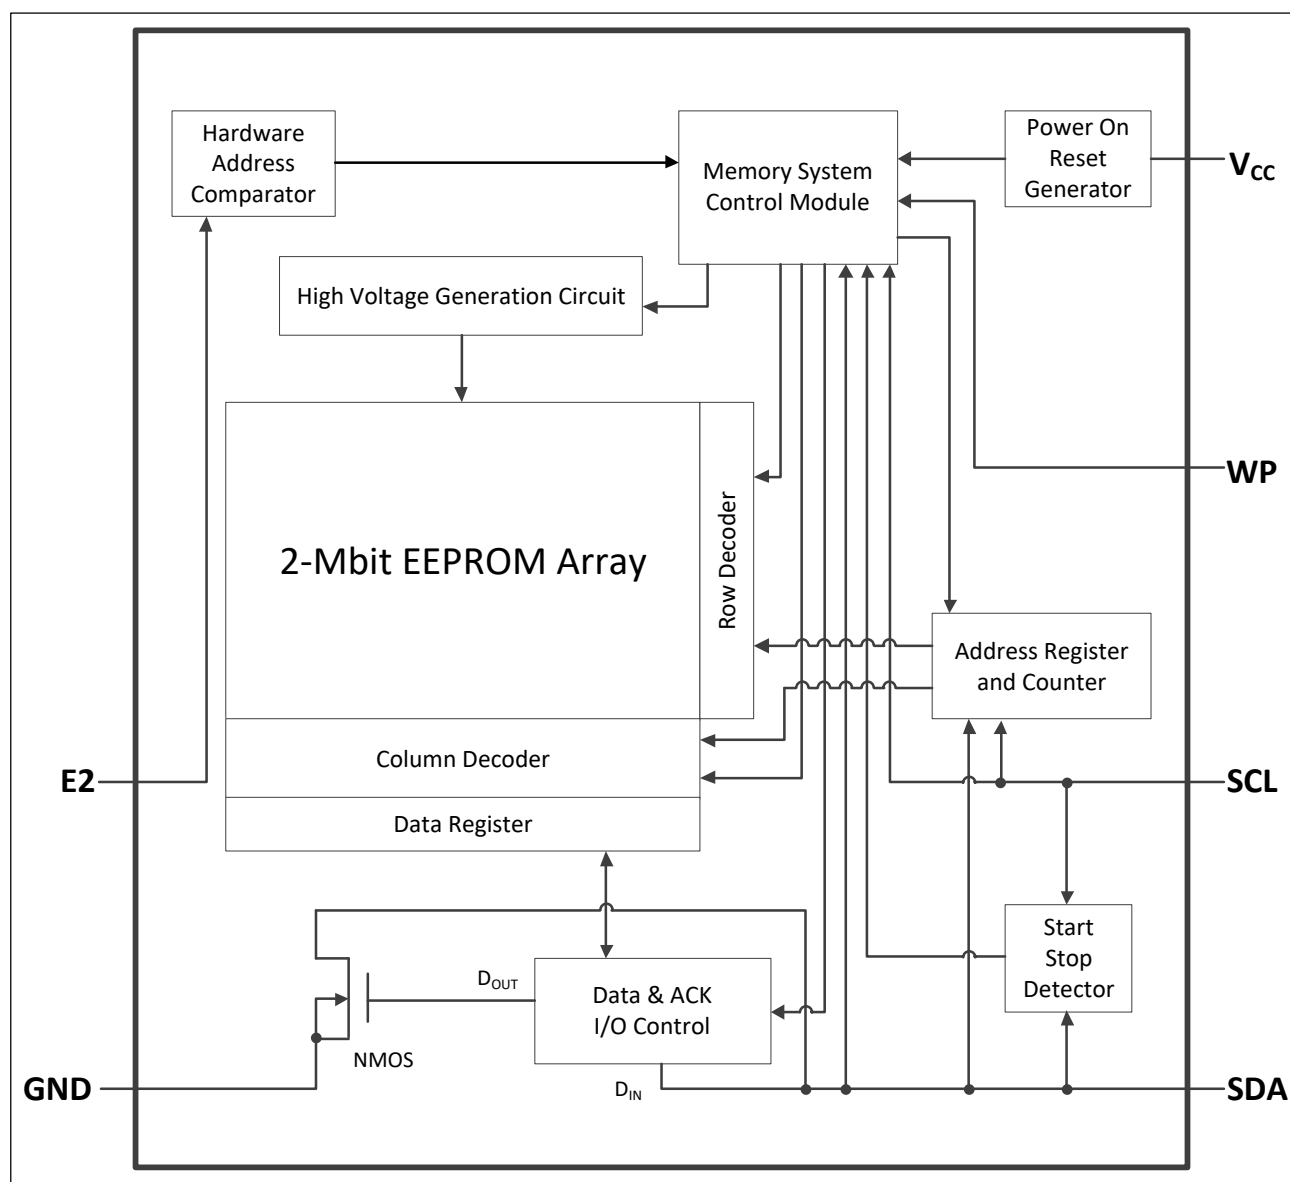 Hardware
Address
Comparator
Memory System
Control Module
Power On
Reset
Generator
VCC
High Voltage Generation Circuit
WP
2-Mbit EEPROM Array
Row Decoder
Address Register
and Counter
Column Decoder
E2
SCL
Data Register
Start
Stop
Detector
DOUT
Data & ACK
I/O Control
NMOS
GND
DIN
SDA